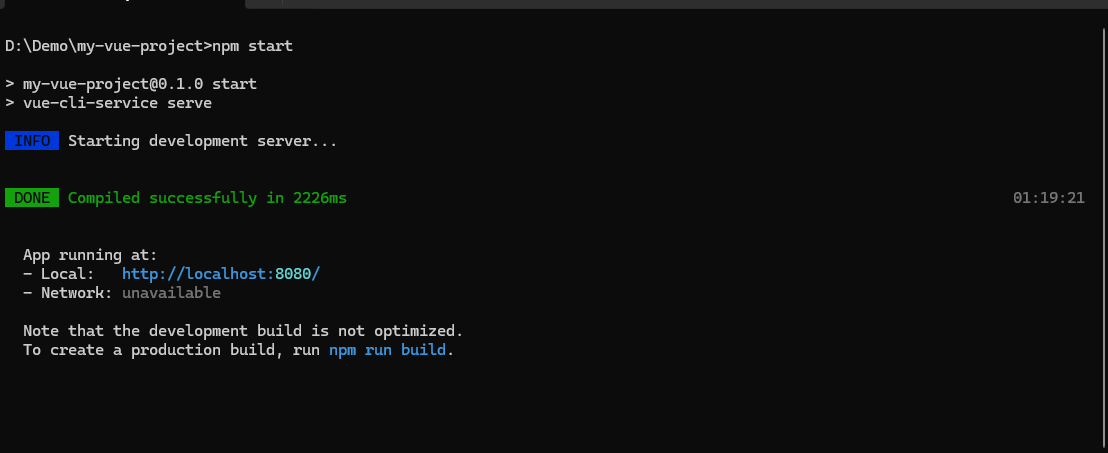 D:\Demo\my-vue-project>npm start
> my-vue-project@0.1.0 start
> vue-cli-service serve
INFO Starting development server...
DONE Compiled successfully in 2226ms 01:19:21
App running at:
- Local: http://localhost:8080/
- Network: unavailable
Note that the development build is not optimized.
To create a production build, run npm run build.